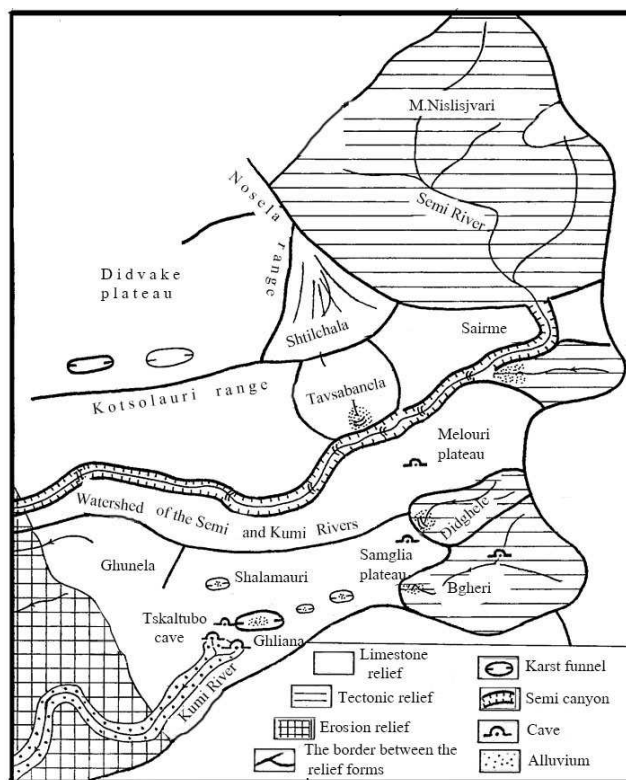 M.Nislisjvari
Semi River
Nosela
range
Didvake
plateau
Shtilchala
Sairme
Kotsolauri range
Tavsabanela
Melouri
plateau
Watershed of the Semi and Kumi Rivers
Didghele
Ghunela
Shalamauri
Samglia
plateau
Bgheri
Tskaltubo
cave
Ghliana
Kumi River
Limestone
relief
Tectonic relief
Erosion relief
The border between the
relief forms
Karst funnel
Semi canyon
Cave
Alluvium